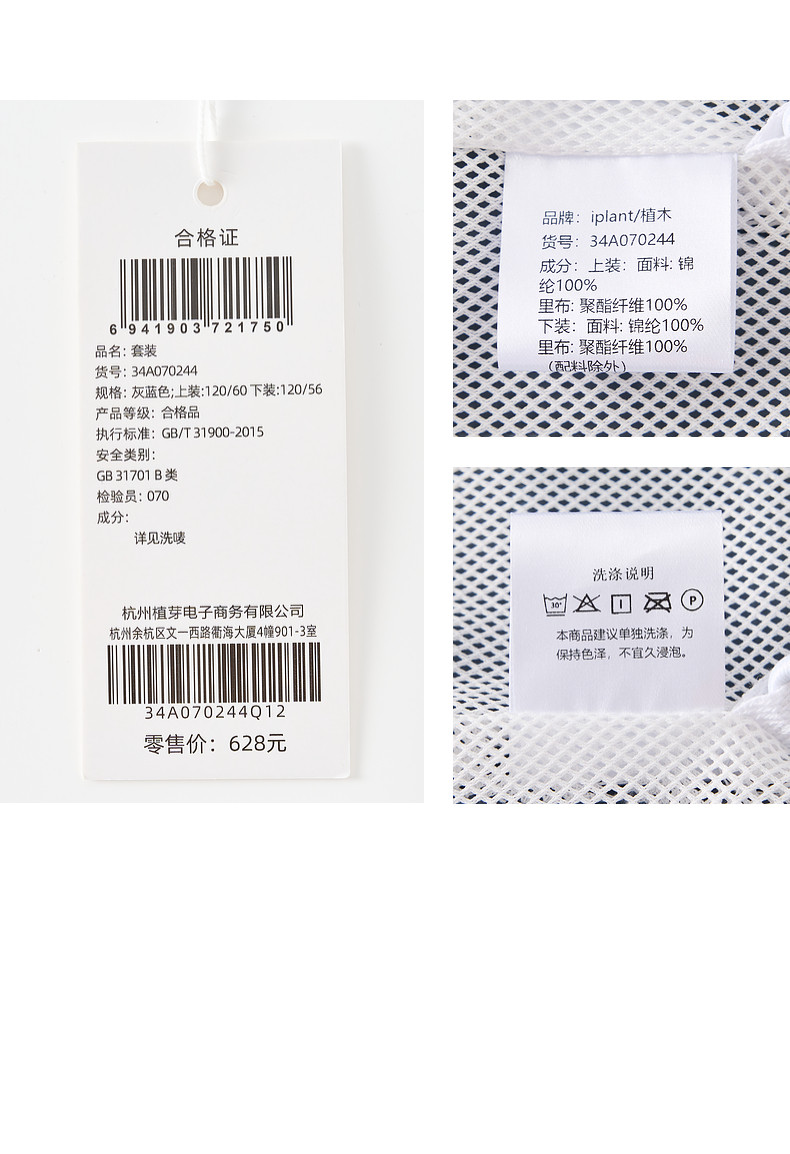 合格证
6 941903 721750
品名: 套装
货号: 34A070244
规格: 灰蓝色;上装:120/60 下装:120/56
产品等级: 合格品
执行标准: GB/T 31900-2015
安全类别:
GB 31701 B 类
检验员: 070
成分:
详见洗唛
杭州植芽电子商务有限公司
杭州余杭区文一西路衢海大厦4幢901-3室
34A070244Q12
零售价: 628元
品牌: iplant/植木
货号: 34A070244
成分: 上装: 面料: 锦
纶100%
里布: 聚酯纤维100%
下装: 面料: 锦纶100%
里布: 聚酯纤维100%
(配料除外)
洗涤说明
30°
P
本商品建议单独洗涤, 为
保持色泽, 不宜久浸泡。